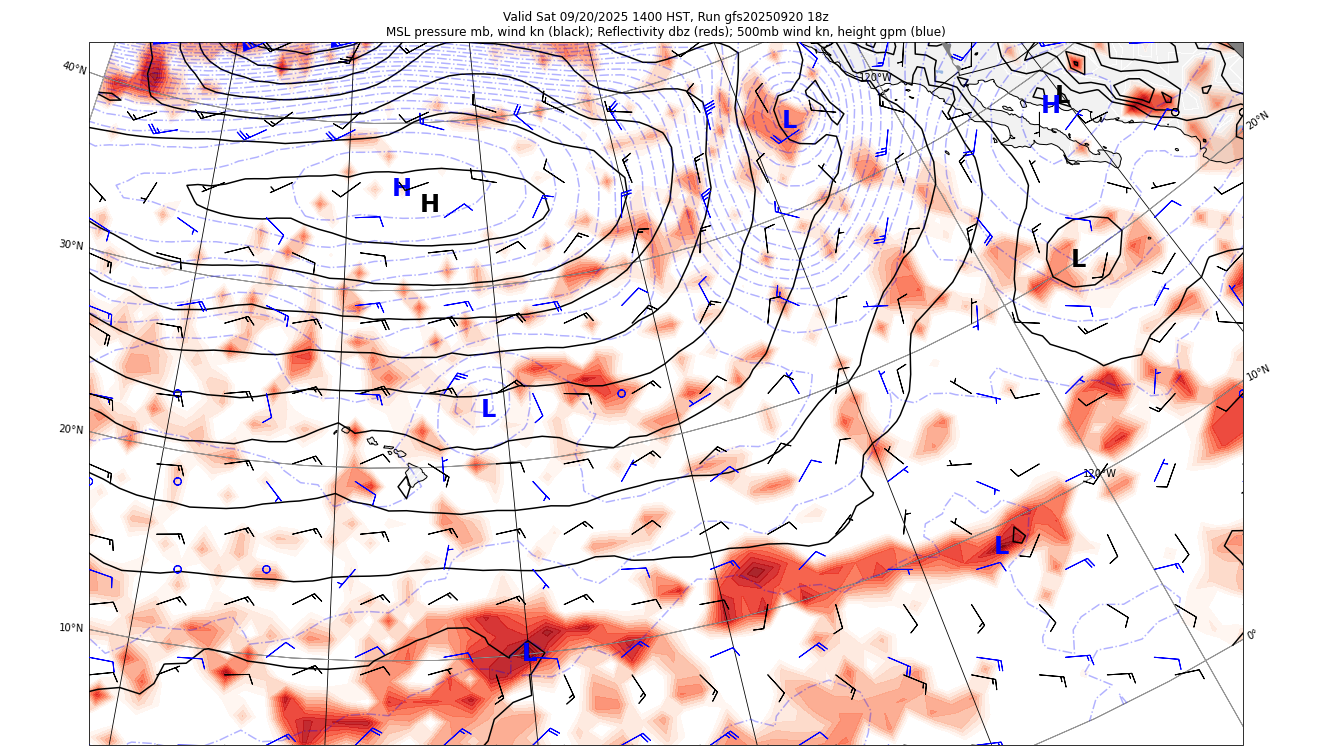 Valid Sat 09/20/2025 1400 HST, Run gfs20250920 18z
MSL pressure mb, wind kn (black); Reflectivity dbz (reds); 500mb wind kn, height gpm (blue)
40°N
120°W
L
H
L
20°N
H
H
30°N
L
10°N
L
20°N
120°W
L
10°N
0°
L